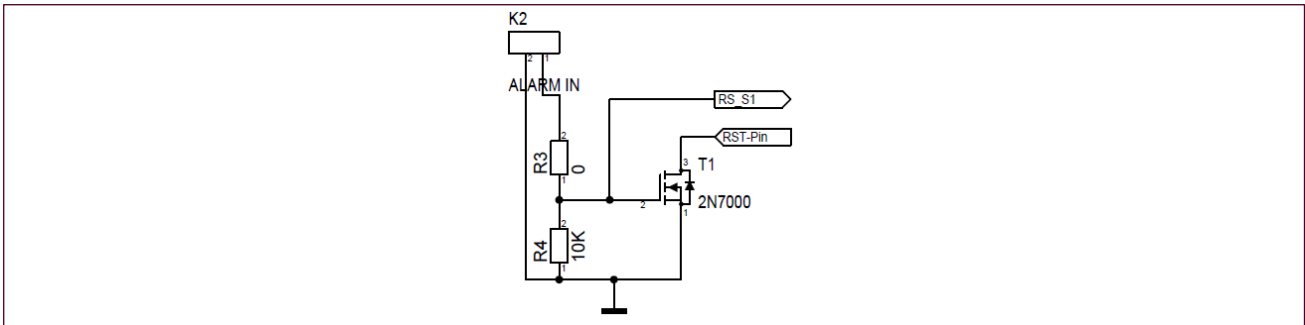 K2
2 1
ALARM IN
RS_S1
RST-Pin
2
R3
0
1
3
T1
2N7000
2
1
2
R4
10K
1